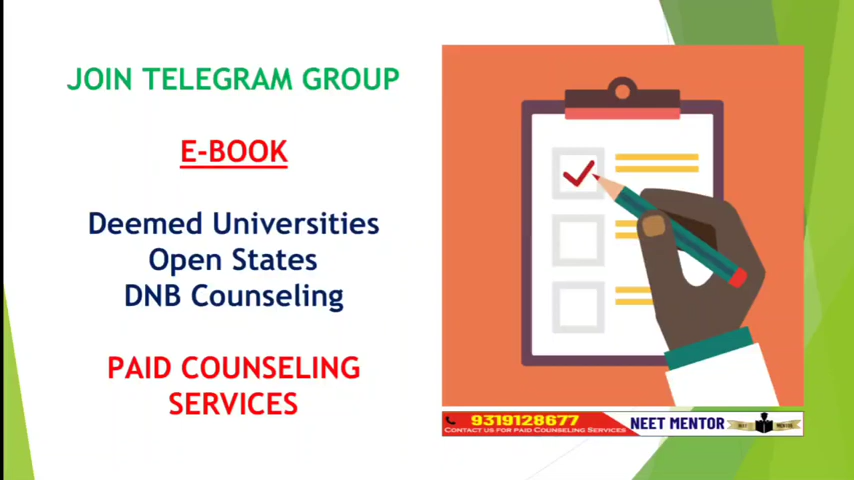 JOIN TELEGRAM GROUP
E-BOOK
Deemed Universities
Open States
DNB Counseling
PAID COUNSELING
SERVICES
9319128677
CONTACT US FOR PAID COUNSELING SERVICES
NEET MENTOR